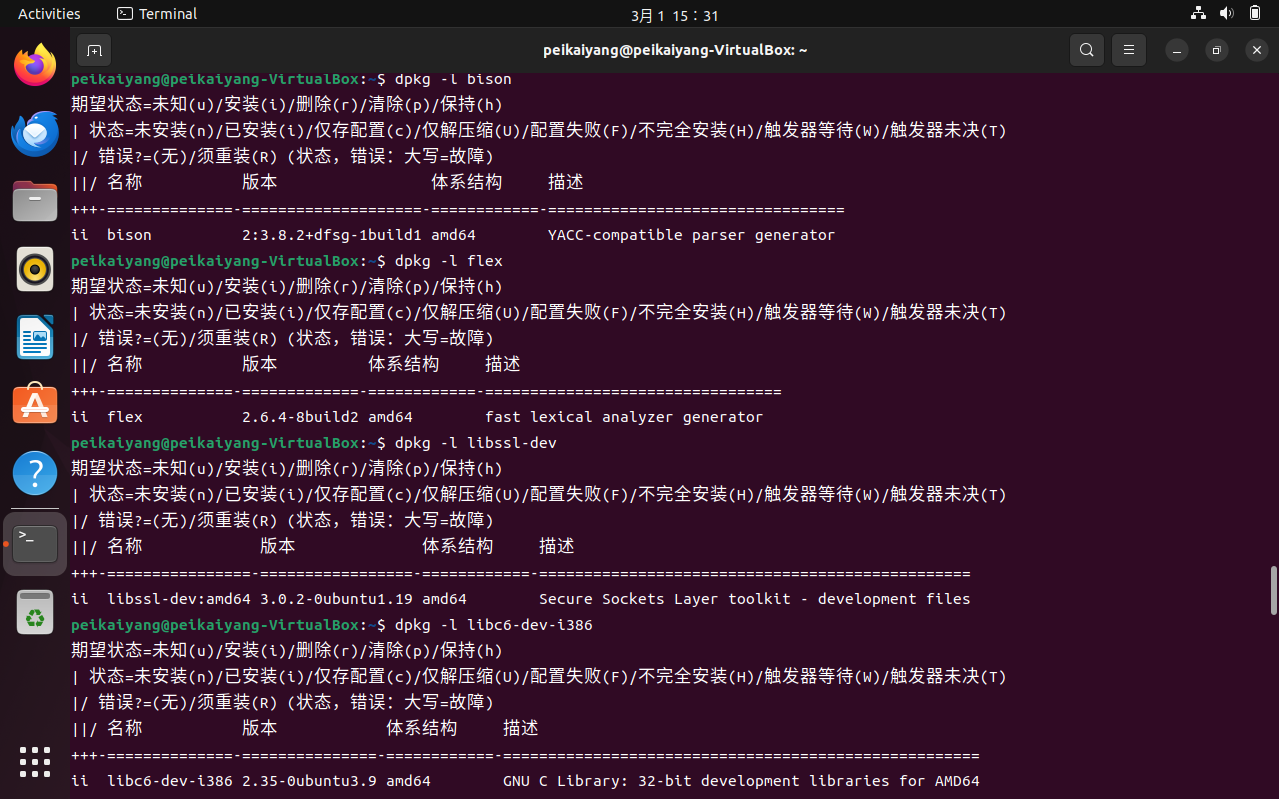 Activities
Terminal
3月 1 15：31
peikaiyang@peikaiyang-VirtualBox: ~
peikaiyang@peikaiyang-VirtualBox:~$ dpkg -l bison
期望状态=未知(u)/安装(i)/删除(r)/清除(p)/保持(h)
| 状态=未安装(n)/已安装(i)/仅存配置(c)/仅解压缩(U)/配置失败(F)/不完全安装(H)/触发器等待(W)/触发器未决(T)
|/ 错误?=(无)/须重装(R) (状态，错误：大写=故障)
||/ 名称           版本                 体系结构     描述
+++-==============-====================-============-=================================
ii  bison          2:3.8.2+dfsg-1build1 amd64        YACC-compatible parser generator
peikaiyang@peikaiyang-VirtualBox:~$ dpkg -l flex
期望状态=未知(u)/安装(i)/删除(r)/清除(p)/保持(h)
| 状态=未安装(n)/已安装(i)/仅存配置(c)/仅解压缩(U)/配置失败(F)/不完全安装(H)/触发器等待(W)/触发器未决(T)
|/ 错误?=(无)/须重装(R) (状态，错误：大写=故障)
||/ 名称           版本          体系结构     描述
+++-==============-=============-============-=================================
ii  flex           2.6.4-8build2 amd64        fast lexical analyzer generator
peikaiyang@peikaiyang-VirtualBox:~$ dpkg -l libssl-dev
期望状态=未知(u)/安装(i)/删除(r)/清除(p)/保持(h)
| 状态=未安装(n)/已安装(i)/仅存配置(c)/仅解压缩(U)/配置失败(F)/不完全安装(H)/触发器等待(W)/触发器未决(T)
|/ 错误?=(无)/须重装(R) (状态，错误：大写=故障)
||/ 名称             版本              体系结构     描述
+++-================-=================-============-================================================
ii  libssl-dev:amd64 3.0.2-0ubuntu1.19 amd64        Secure Sockets Layer toolkit - development files
peikaiyang@peikaiyang-VirtualBox:~$ dpkg -l libc6-dev-i386
期望状态=未知(u)/安装(i)/删除(r)/清除(p)/保持(h)
| 状态=未安装(n)/已安装(i)/仅存配置(c)/仅解压缩(U)/配置失败(F)/不完全安装(H)/触发器等待(W)/触发器未决(T)
|/ 错误?=(无)/须重装(R) (状态，错误：大写=故障)
||/ 名称           版本            体系结构     描述
+++-==============-===============-============-=====================================================
ii  libc6-dev-i386 2.35-0ubuntu3.9 amd64        GNU C Library: 32-bit development libraries for AMD64